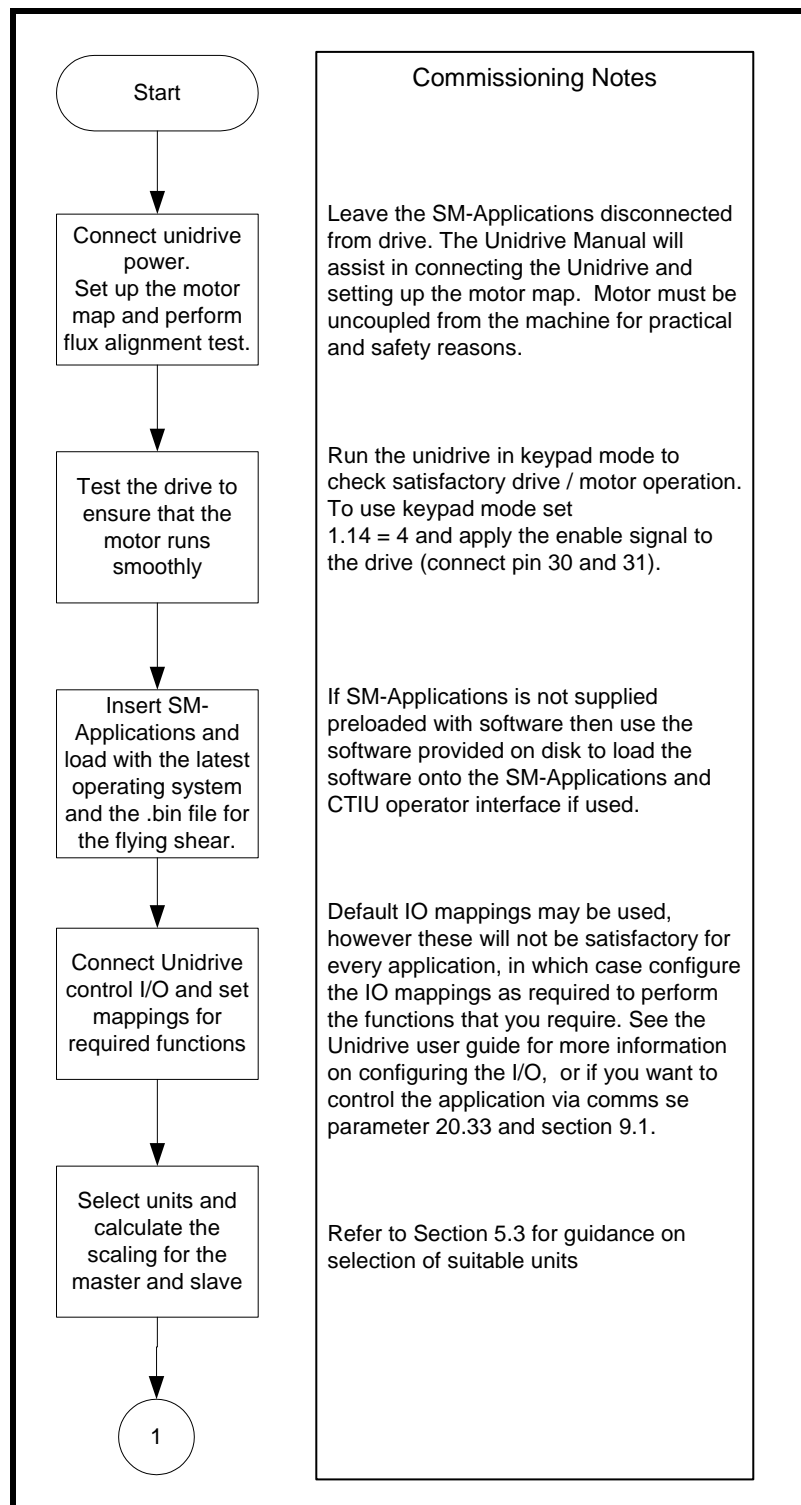 Start
Commissioning Notes
Connect unidrive
power.
Set up the motor
map and perform
flux alignment test.
Leave the SM-Applications disconnected
from drive. The Unidrive Manual will
assist in connecting the Unidrive and
setting up the motor map.  Motor must be
uncoupled from the machine for practical
and safety reasons.
Test the drive to
ensure that the
motor runs
smoothly
Run the unidrive in keypad mode to
check satisfactory drive / motor operation.
To use keypad mode set
1.14 = 4 and apply the enable signal to
the drive (connect pin 30 and 31).
Insert SM-
Applications and
load with the latest
operating system
and the .bin file for
the flying shear.
If SM-Applications is not supplied
preloaded with software then use the
software provided on disk to load the
software onto the SM-Applications and
CTIU operator interface if used.
Connect Unidrive
control I/O and set
mappings for
required functions
Default IO mappings may be used,
however these will not be satisfactory for
every application, in which case configure
the IO mappings as required to perform
the functions that you require. See the
Unidrive user guide for more information
on configuring the I/O,  or if you want to
control the application via comms se
parameter 20.33 and section 9.1.
Select units and
calculate the
scaling for the
master and slave
Refer to Section 5.3 for guidance on
selection of suitable units
1